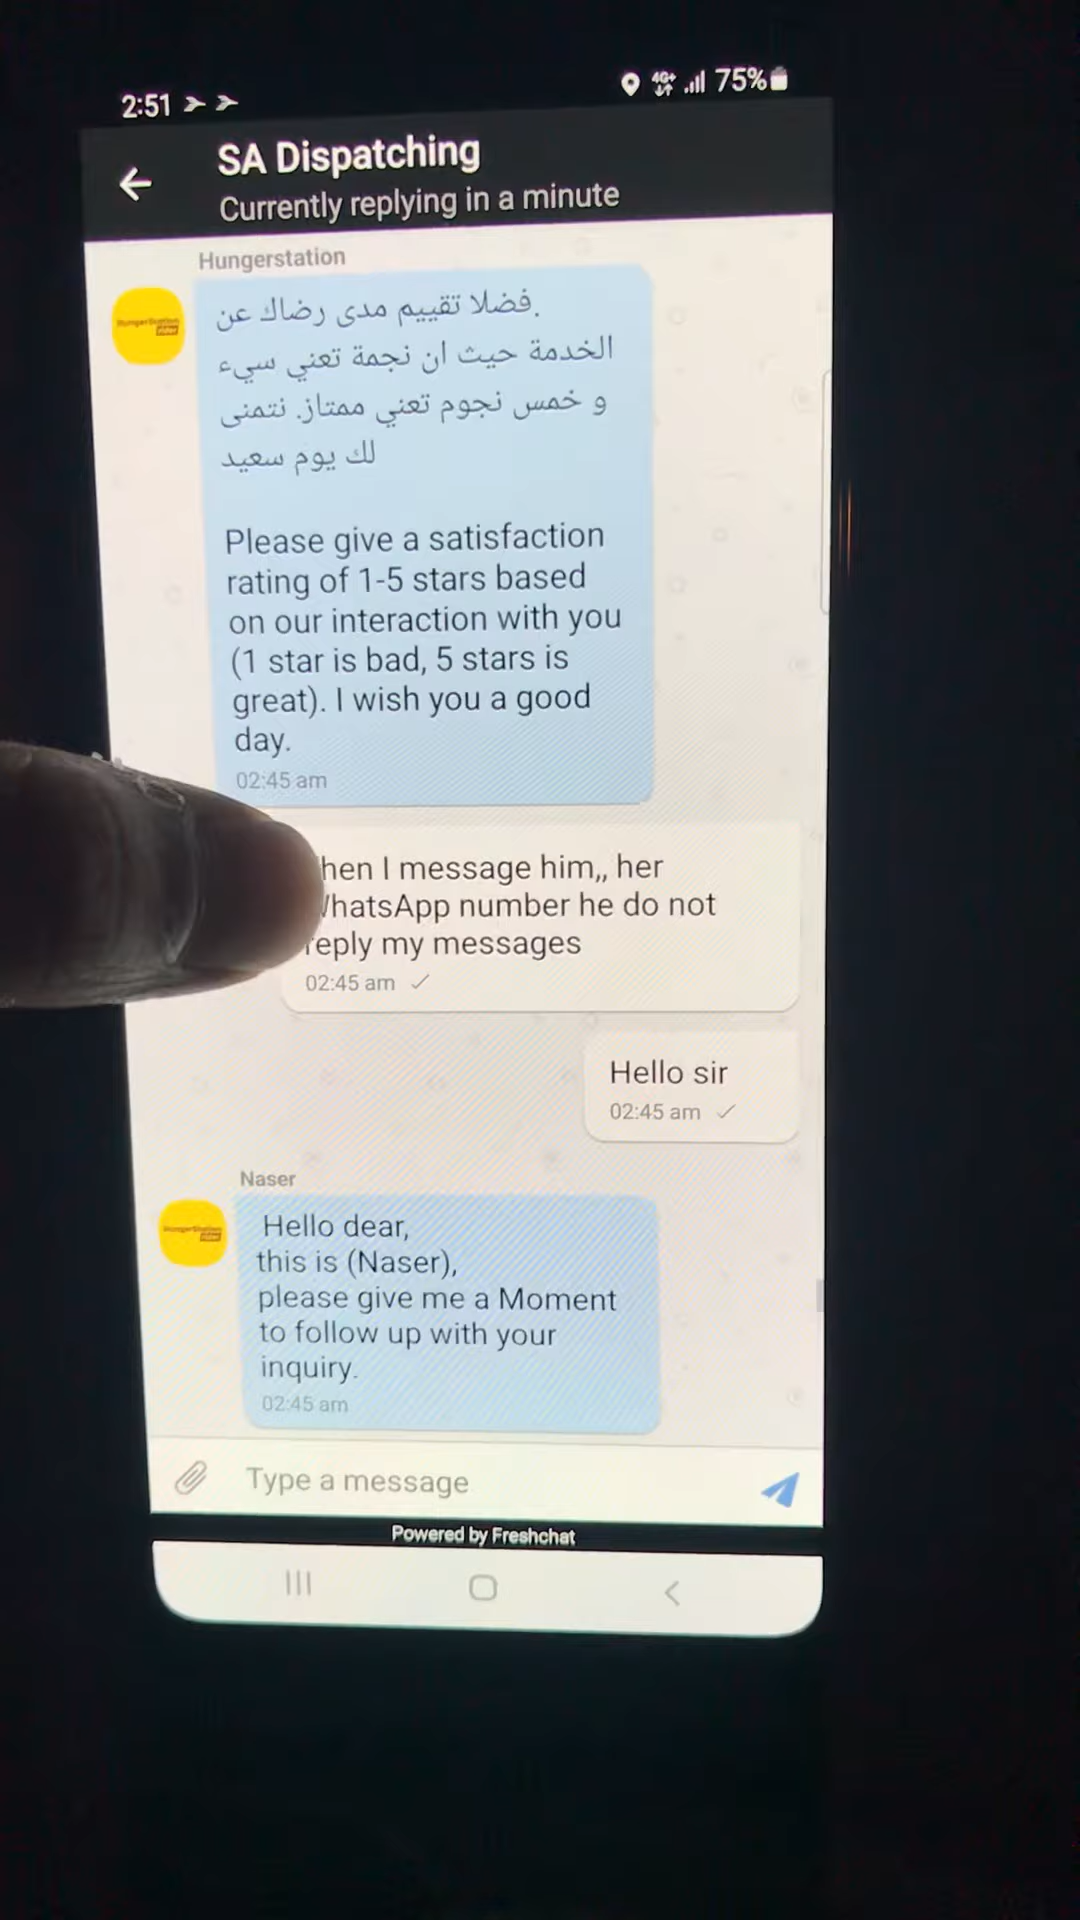 2:51
4G+ 75%
SA Dispatching
Currently replying in a minute
Hungerstation
فضلا تقييم مدى رضاك عن.
الخدمة حيث ان نجمة تعني سيء
و خمس نجوم تعني ممتاز. نتمنى
لك يوم سعيد
Please give a satisfaction
rating of 1-5 stars based
on our interaction with you
(1 star is bad, 5 stars is
great). I wish you a good
day.
02:45 am
I message him,, her
number he do not
my messages
02:45 am
Hello sir
02:45 am
Naser
Hello dear,
this is (Naser),
please give me a Moment
to follow up with your
inquiry.
02:45 am
Type a message
Powered by Freshchat